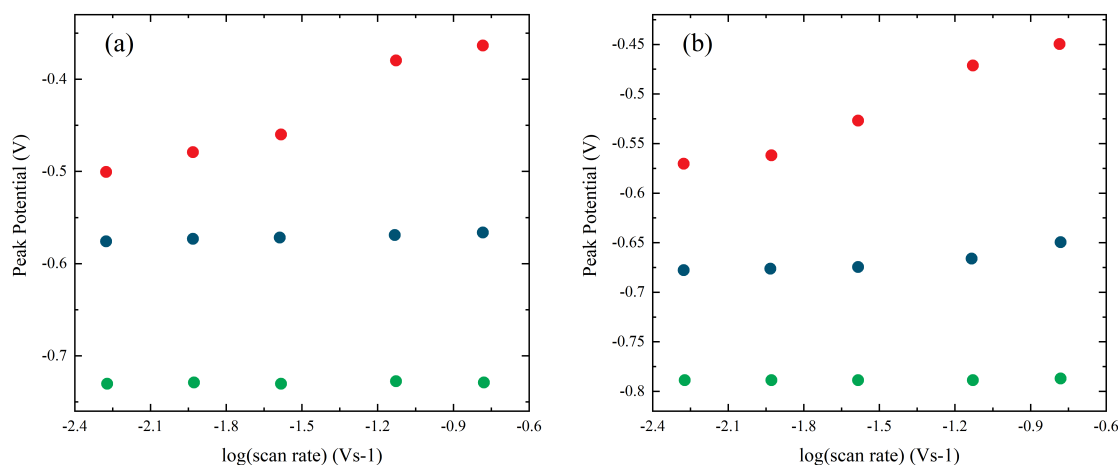 (a)
Peak Potential (V)
-0.4
-0.5
-0.6
-0.7
-2.4 -2.1 -1.8 -1.5 -1.2 -0.9 -0.6
log(scan rate) (Vs-1)
(b)
Peak Potential (V)
-0.45
-0.5
-0.55
-0.6
-0.65
-0.7
-0.75
-0.8
-2.4 -2.1 -1.8 -1.5 -1.2 -0.9 -0.6
log(scan rate) (Vs-1)